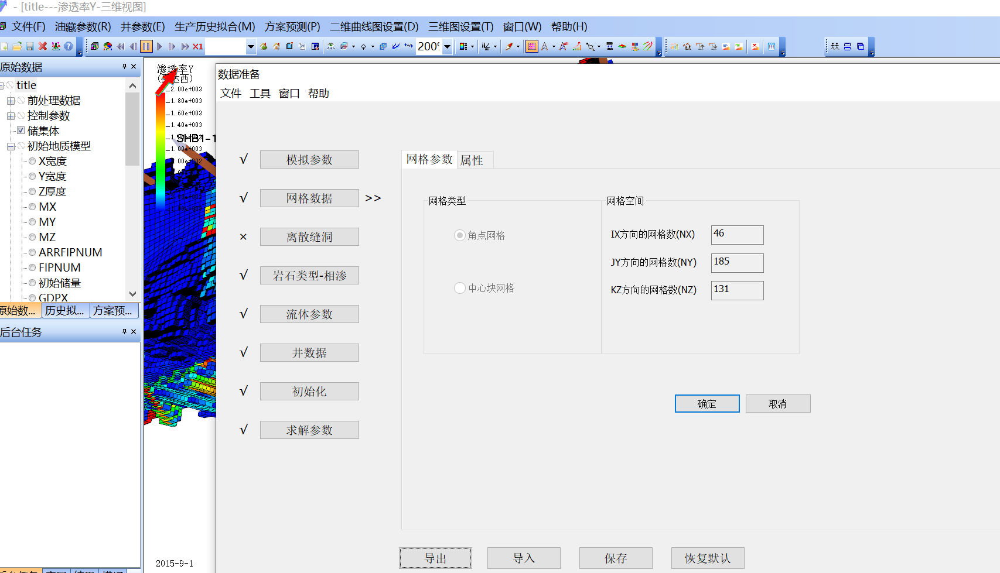 - [title---渗透率Y-三维视图]
文件(F) 油藏参数(R) 井参数(E) 生产历史拟合(M) 方案预测(P) 二维曲线图设置(D) 三维图设置(T) 窗口(W) 帮助(H)
X1
200%
原始数据
title
前处理数据
控制参数
储集体
初始地质模型
X宽度
Y宽度
Z厚度
MX
MY
MZ
ARRFIPNUM
FIPNUM
初始储量
GDPX
原始数... 历史拟... 方案预...
后台任务
渗透率Y
2.00e+003
1.80e+003
1.60e+003
1.40e+003
SHB1-1
1.00e+003
2015-9-1
数据准备
文件 工具 窗口 帮助
√ 模拟参数
√ 网格数据 >>
× 离散缝洞
√ 岩石类型-相渗
√ 流体参数
√ 井数据
√ 初始化
√ 求解参数
网格参数 属性
网格类型
角点网格
中心块网格
网格空间
IX方向的网格数(NX) 46
JY方向的网格数(NY) 185
KZ方向的网格数(NZ) 131
确定 取消
导出 导入 保存 恢复默认